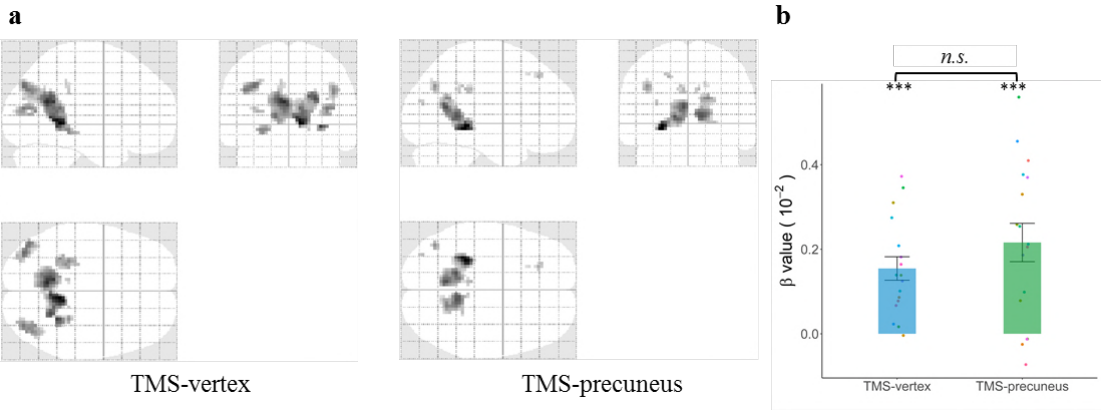 a
b
n.s.
***
***
0.4
0.2
0.0
β value ( 10⁻² )
TMS-vertex
TMS-precuneus
TMS-vertex
TMS-precuneus